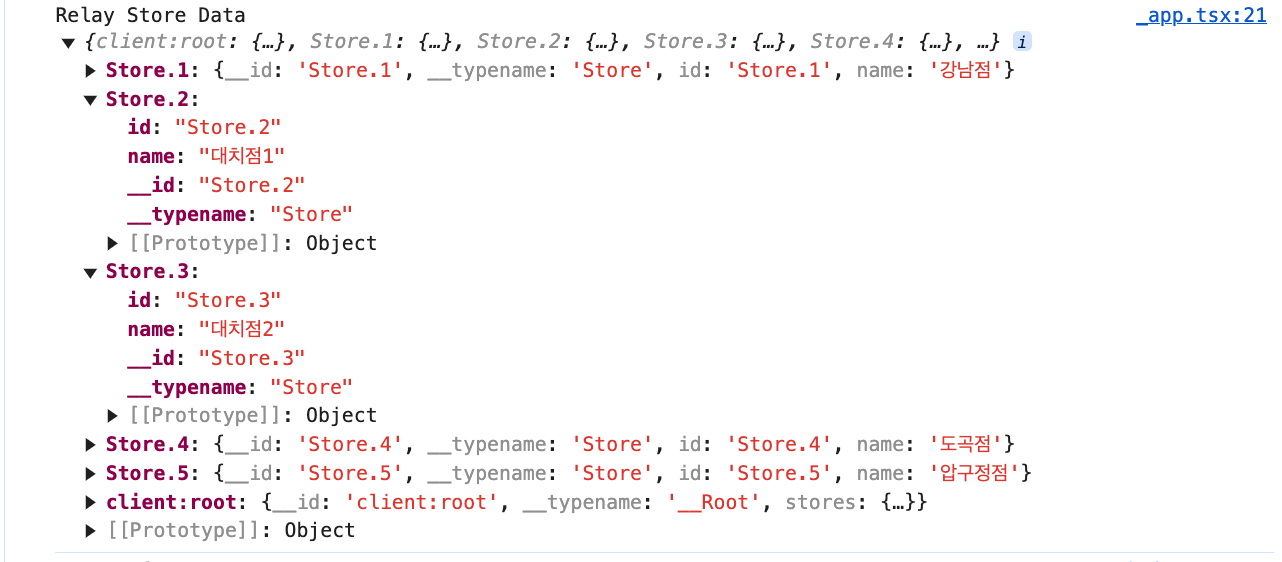 Relay Store Data _app.tsx:21
▼ {client:root: {…}, Store.1: {…}, Store.2: {…}, Store.3: {…}, Store.4: {…}, …} i
▶ Store.1: {__id: 'Store.1', __typename: 'Store', id: 'Store.1', name: '강남점'}
▼ Store.2:
id: "Store.2"
name: "대치점1"
__id: "Store.2"
__typename: "Store"
▶ [[Prototype]]: Object
▼ Store.3:
id: "Store.3"
name: "대치점2"
__id: "Store.3"
__typename: "Store"
▶ [[Prototype]]: Object
▶ Store.4: {__id: 'Store.4', __typename: 'Store', id: 'Store.4', name: '도곡점'}
▶ Store.5: {__id: 'Store.5', __typename: 'Store', id: 'Store.5', name: '압구정점'}
▶ client:root: {__id: 'client:root', __typename: '__Root', stores: {…}}
▶ [[Prototype]]: Object